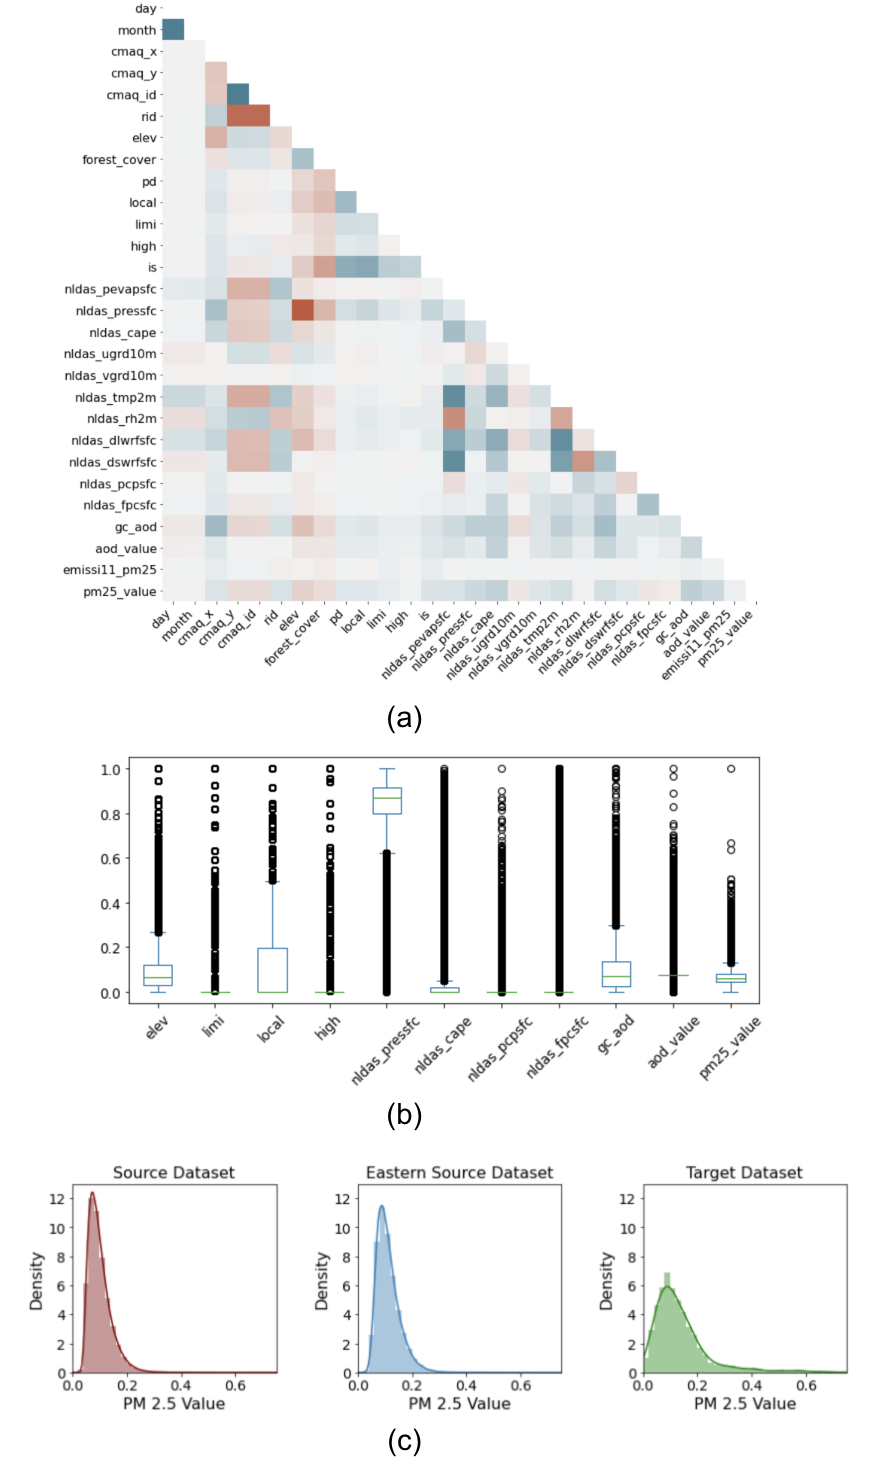 day
month
cmaq_x
cmaq_y
cmaq_id
rid
elev
forest_cover
pd
local
limi
high
is
nldas_pevapsfc
nldas_pressfc
nldas_cape
nldas_ugrd10m
nldas_vgrd10m
nldas_tmp2m
nldas_rh2m
nldas_dlwrfsfc
nldas_dswrfsfc
nldas_pcpsfc
nldas_fpcsfc
gc_aod
aod_value
emissi11_pm25
pm25_value
day
month
cmaq_x
cmaq_y
cmaq_id
rid
elev
forest_cover
pd
local
limi
high
is
nldas_pevapsfc
nldas_pressfc
nldas_cape
nldas_ugrd10m
nldas_vgrd10m
nldas_tmp2m
nldas_rh2m
nldas_dlwrfsfc
nldas_dswrfsfc
nldas_pcpsfc
nldas_fpcsfc
gc_aod
aod_value
emissi11_pm25
pm25_value
(a)
1.0
0.8
0.6
0.4
0.2
0.0
elev
limi
local
high
nldas_pressfc
nldas_cape
nldas_pcpsfc
nldas_fpcsfc
gc_aod
aod_value
pm25_value
(b)
Source Dataset
12
10
8
6
4
2
0
Density
0.0 0.2 0.4 0.6
PM 2.5 Value
Eastern Source Dataset
12
10
8
6
4
2
0
Density
0.0 0.2 0.4 0.6
PM 2.5 Value
Target Dataset
12
10
8
6
4
2
0
Density
0.0 0.2 0.4 0.6
PM 2.5 Value
(c)